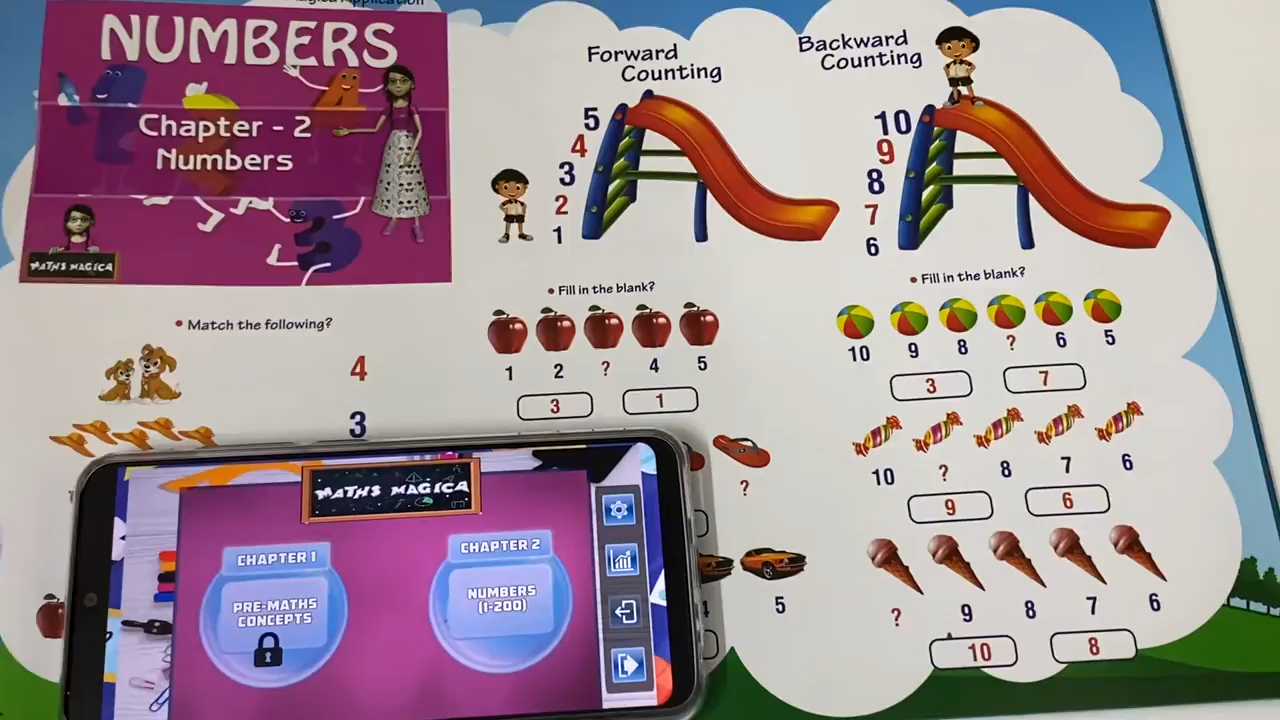 Application
NUMBERS
Chapter - 2
Numbers
MATHS MAGICA
Match the following?
4
3
Forward
Counting
5
4
3
2
1
Fill in the blank?
1 2 ? 4 5
3 1
?
5
Backward
Counting
10
9
8
7
6
Fill in the blank?
10 9 8 ? 6 5
3 7
10 ? 8 7 6
9 6
? 9 8 7 6
10 8
MATHS MAGICA
CHAPTER 1
PRE-MATHS
CONCEPTS
CHAPTER 2
NUMBERS
(1-200)